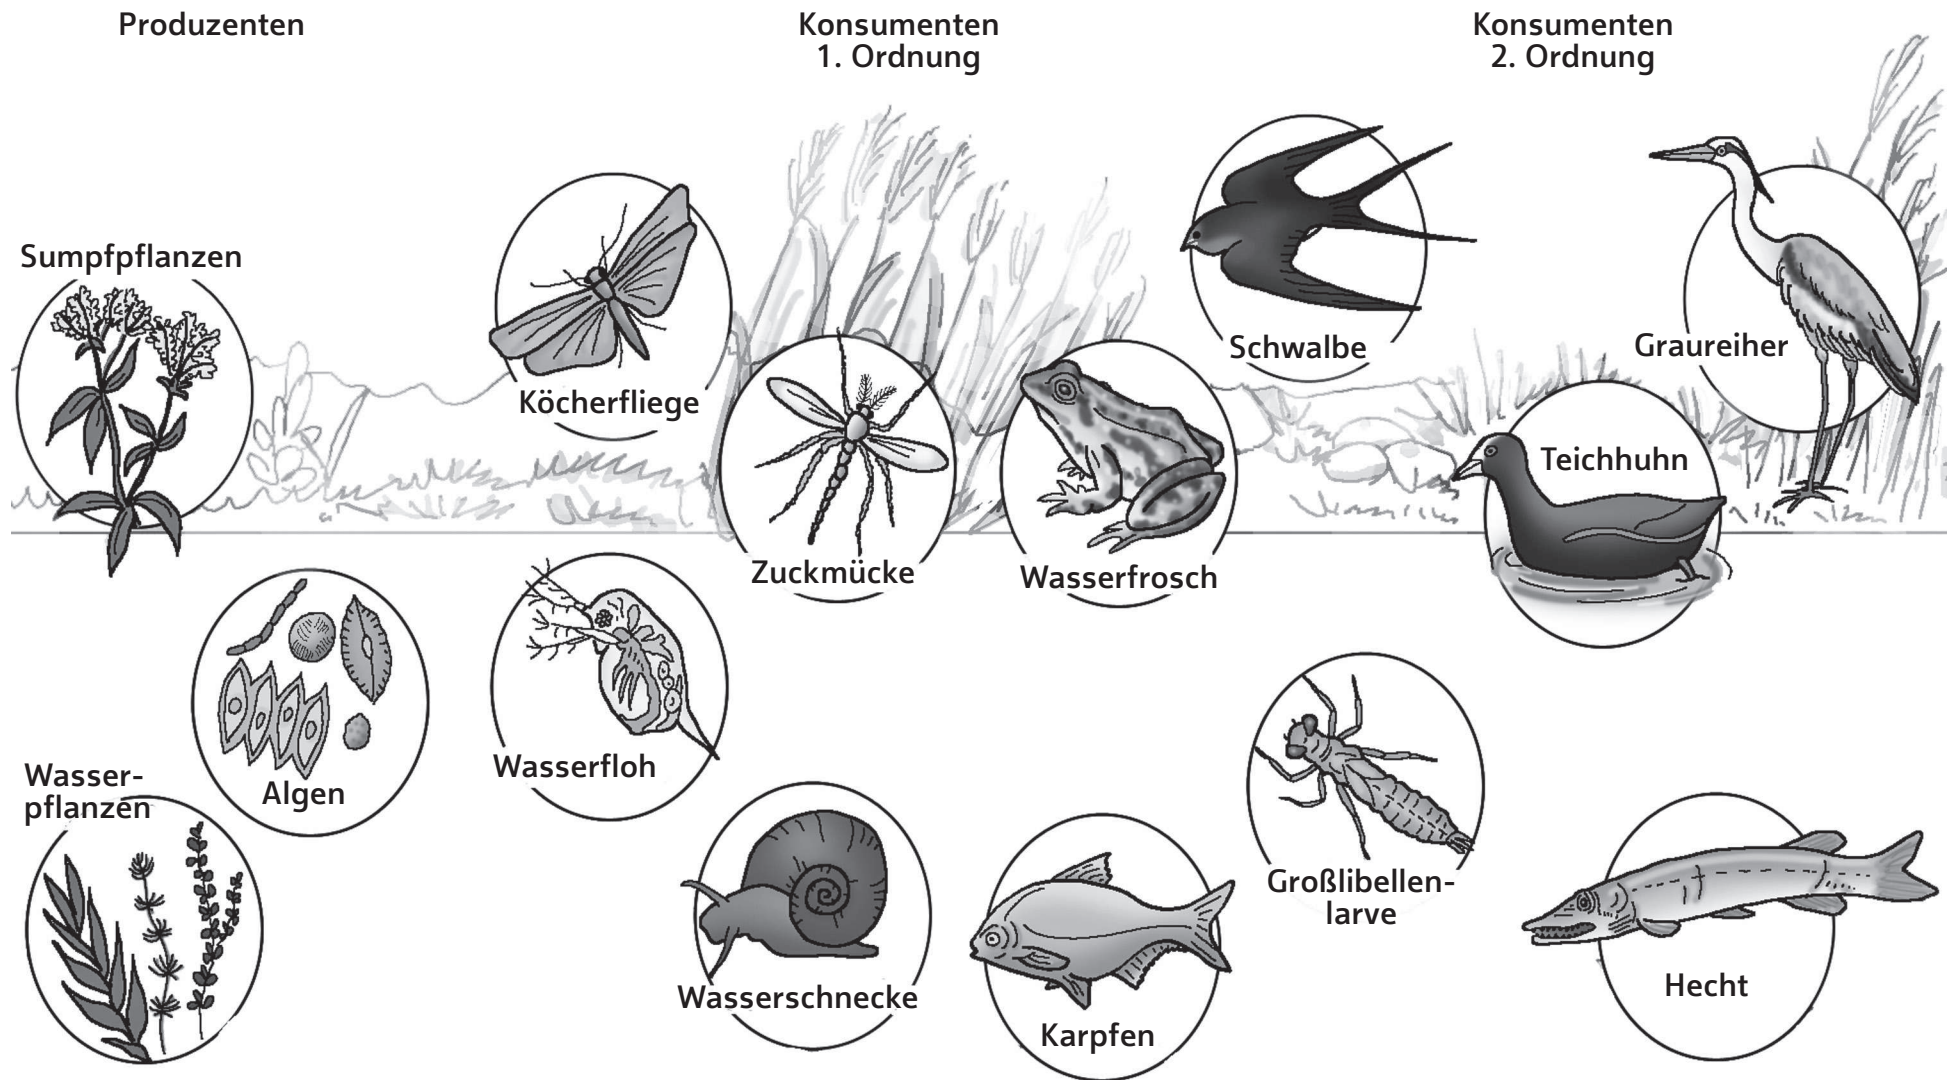 Produzenten
Konsumenten
1. Ordnung
Konsumenten
2. Ordnung
Sumpfpflanzen
Köcherfliege
Schwalbe
Graureiher
Teichhuhn
Zuckmücke
Wasserfrosch
Wasserfloh
Wasser-
pflanzen
Algen
Großlibellen-
larve
Wasserschnecke
Karpfen
Hecht